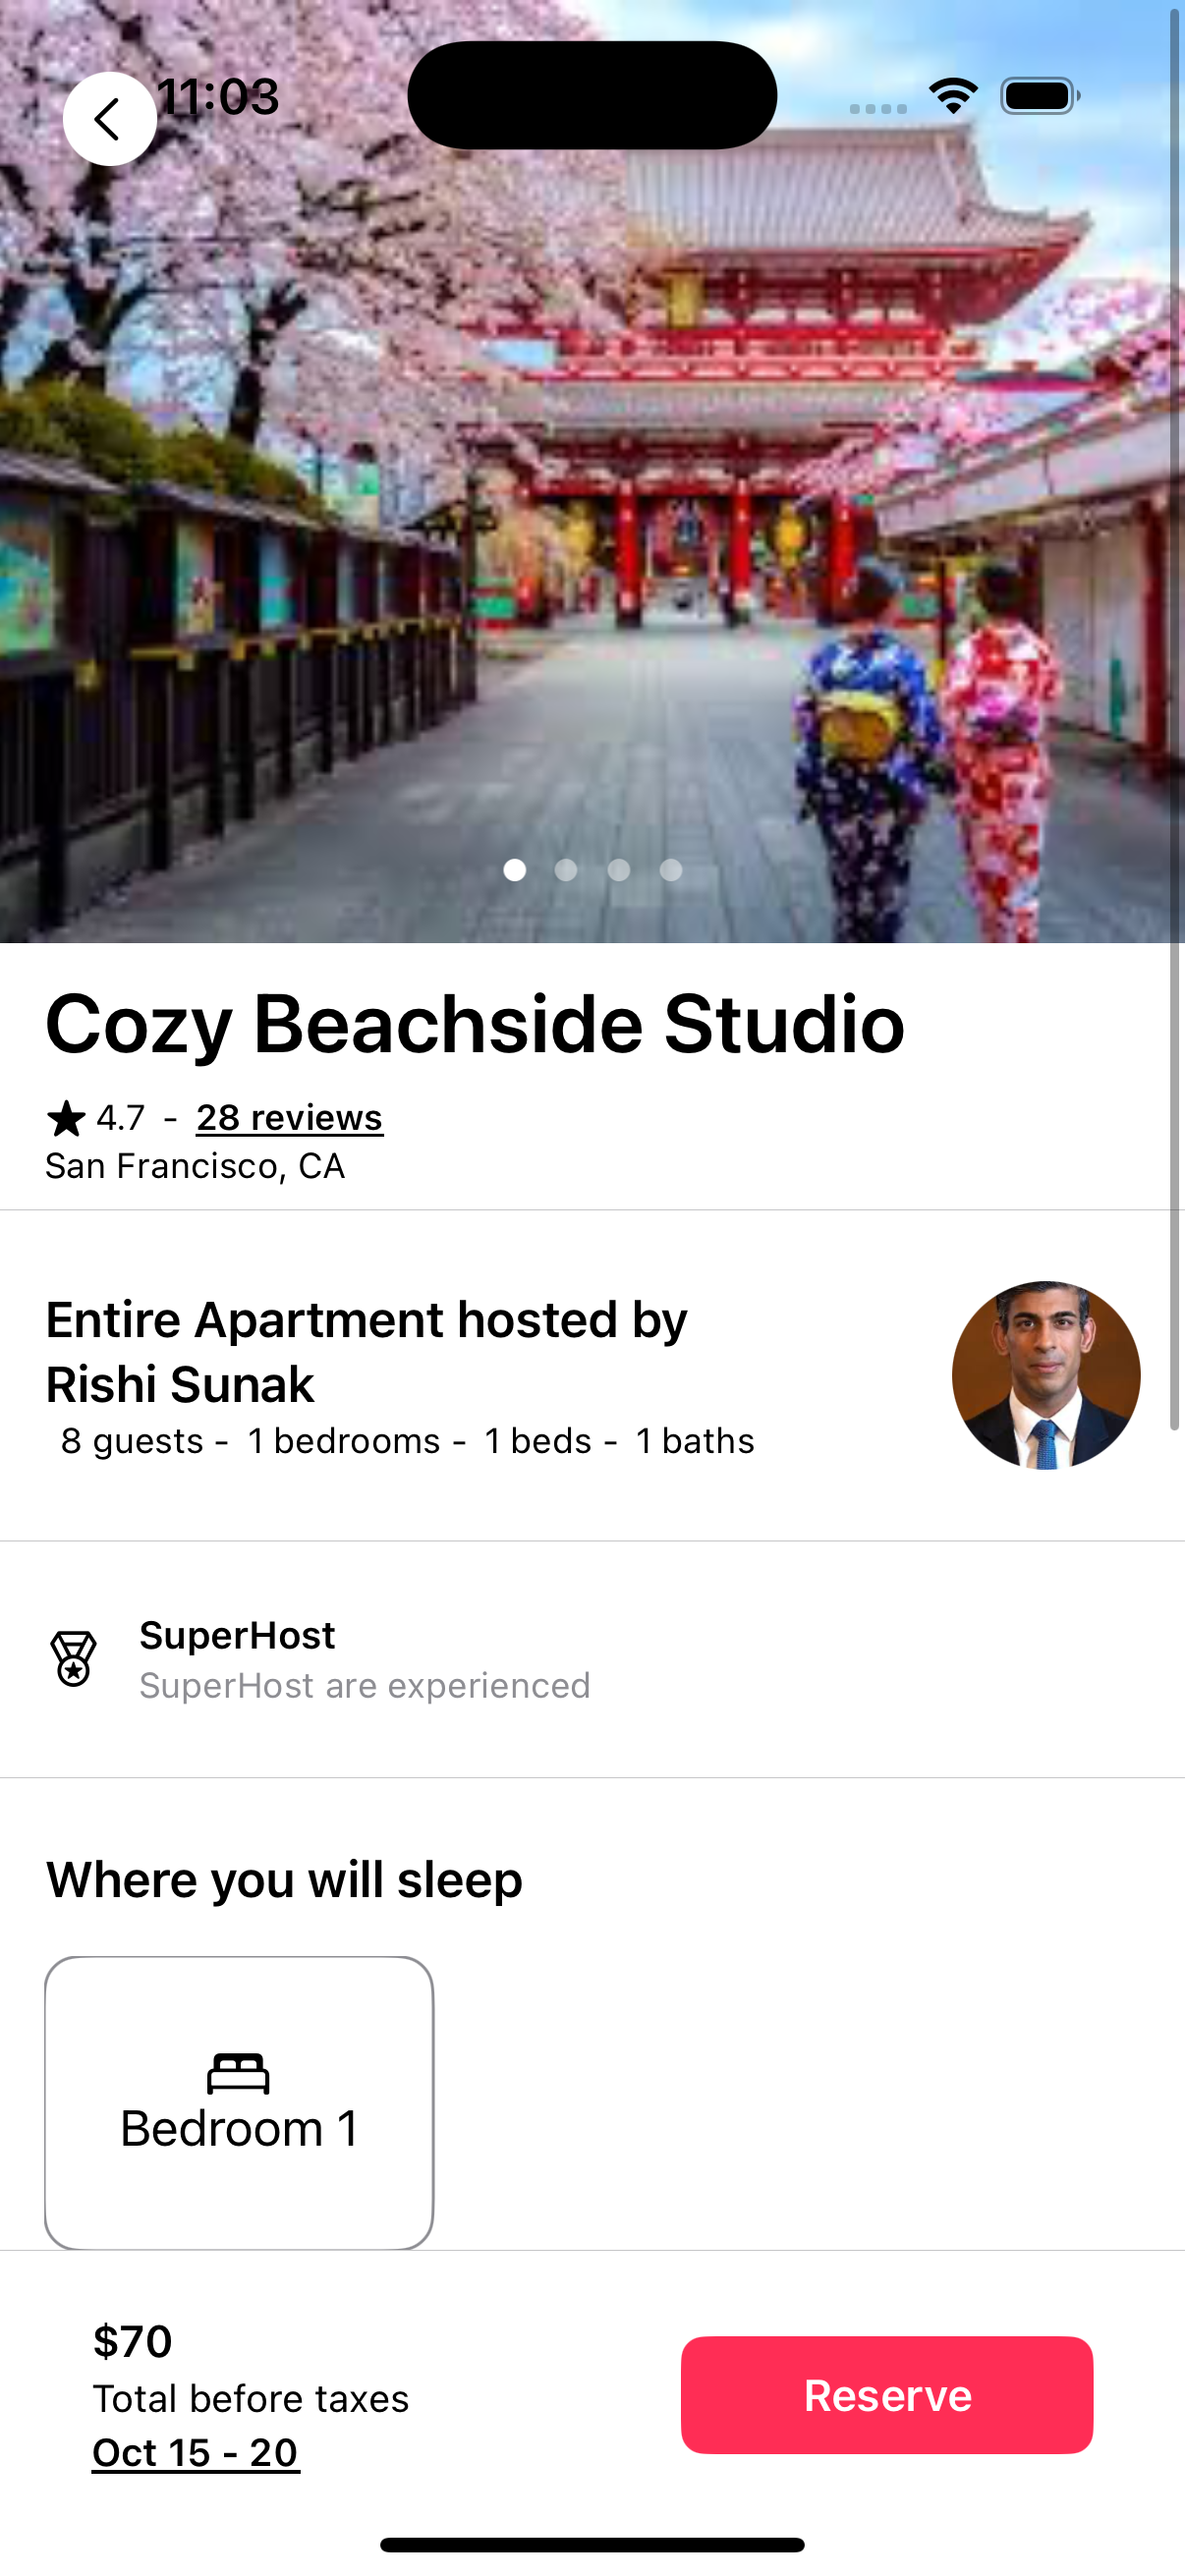 11:03
Cozy Beachside Studio
4.7 - 28 reviews
San Francisco, CA
Entire Apartment hosted by
Rishi Sunak
8 guests - 1 bedrooms - 1 beds - 1 baths
SuperHost
SuperHost are experienced
Where you will sleep
Bedroom 1
$70
Total before taxes
Oct 15 - 20
Reserve